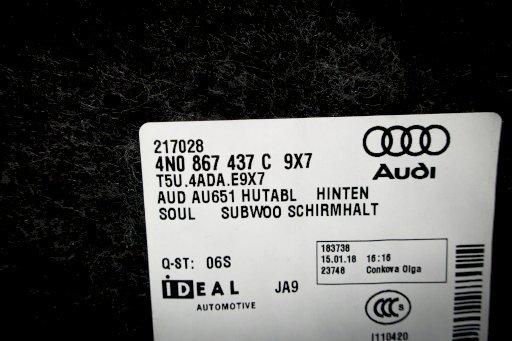 217028
4N0 867 437 C 9X7
T5U.4ADA.E9X7
AUD AU651 HUTABL HINTEN
SOUL SUBWOO SCHIRMHALT
Audi
183738
15.01.18 16:16
23748 Conkova Olga
Q-ST: 06S
IDEAL JA9
AUTOMOTIVE
CCC S
I110420